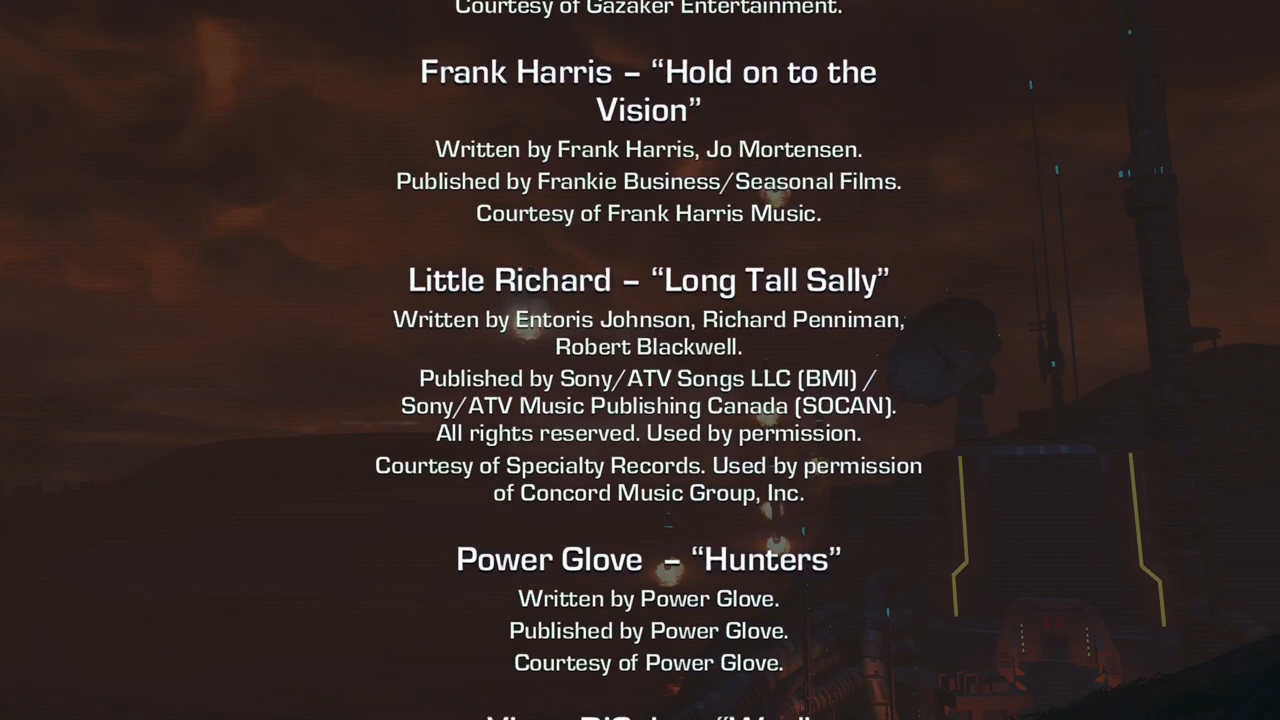 Courtesy of Gazaker Entertainment.
Frank Harris – “Hold on to the
Vision”
Written by Frank Harris, Jo Mortensen.
Published by Frankie Business/Seasonal Films.
Courtesy of Frank Harris Music.
Little Richard – “Long Tall Sally”
Written by Entoris Johnson, Richard Penniman,
Robert Blackwell.
Published by Sony/ATV Songs LLC (BMI) /
Sony/ATV Music Publishing Canada (SOCAN).
All rights reserved. Used by permission.
Courtesy of Specialty Records. Used by permission
of Concord Music Group, Inc.
Power Glove – “Hunters”
Written by Power Glove.
Published by Power Glove.
Courtesy of Power Glove.